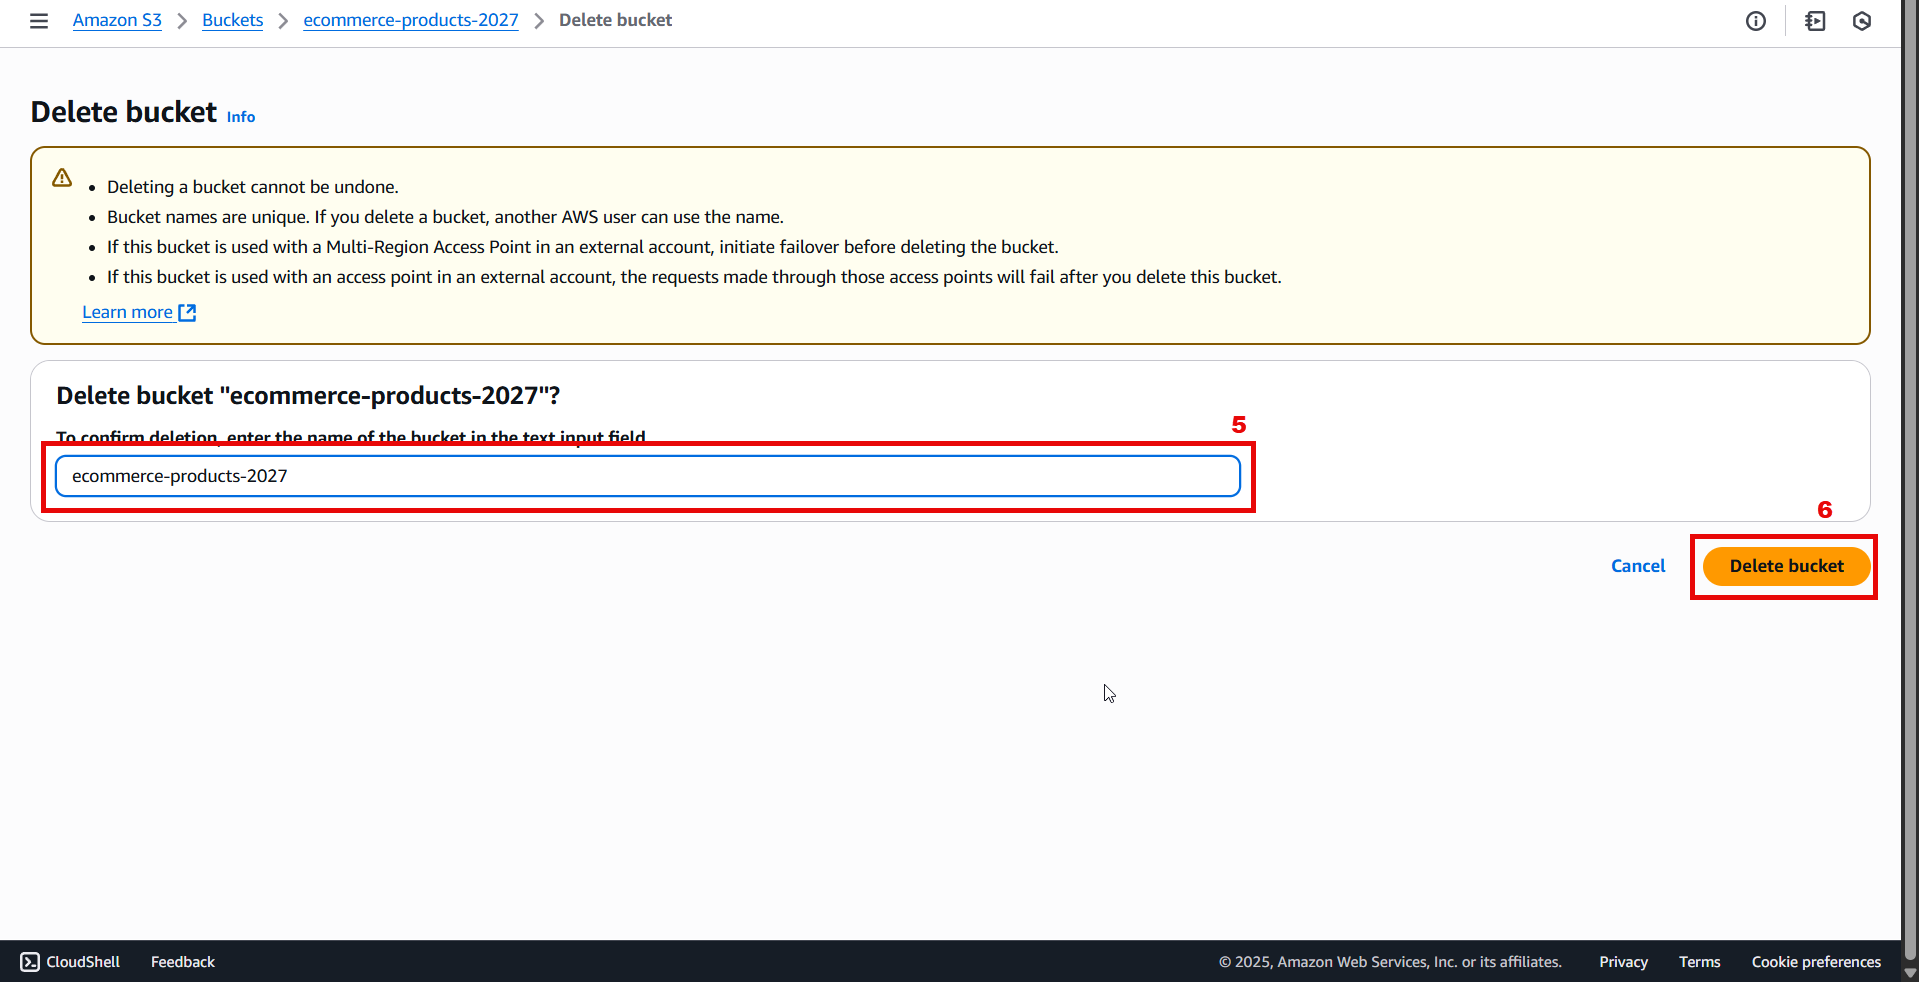 Amazon S3 > Buckets > ecommerce-products-2027 > Delete bucket
Delete bucket Info
• Deleting a bucket cannot be undone.
• Bucket names are unique. If you delete a bucket, another AWS user can use the name.
• If this bucket is used with a Multi-Region Access Point in an external account, initiate failover before deleting the bucket.
• If this bucket is used with an access point in an external account, the requests made through those access points will fail after you delete this bucket.
Learn more
Delete bucket "ecommerce-products-2027"?
To confirm deletion, enter the name of the bucket in the text input field.
5
ecommerce-products-2027
6
Cancel Delete bucket
CloudShell Feedback © 2025, Amazon Web Services, Inc. or its affiliates. Privacy Terms Cookie preferences